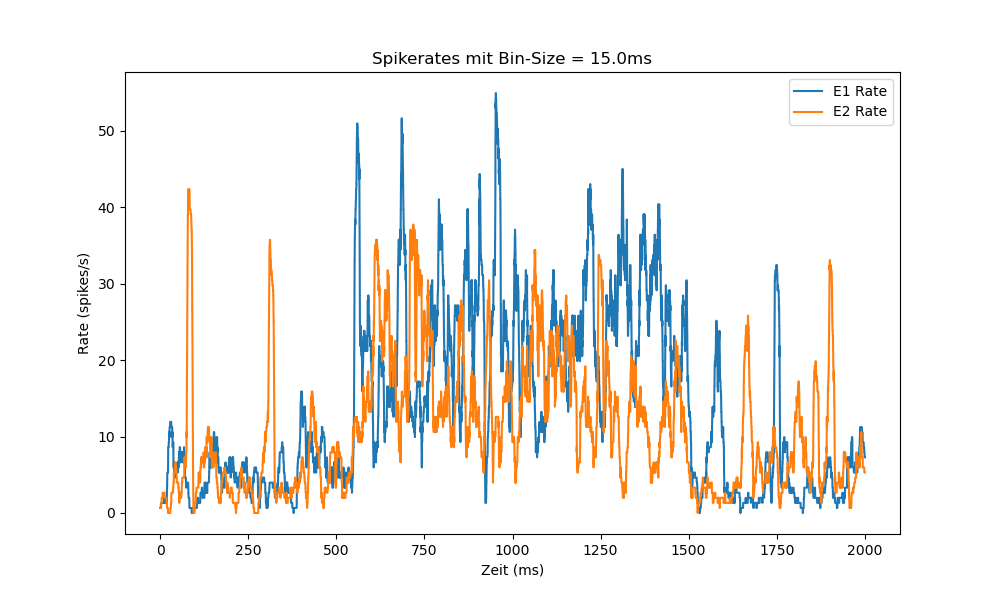 Spikerates mit Bin-Size = 15.0ms
E1 Rate
E2 Rate
50
40
30
20
10
0
Rate (spikes/s)
0 250 500 750 1000 1250 1500 1750 2000
Zeit (ms)